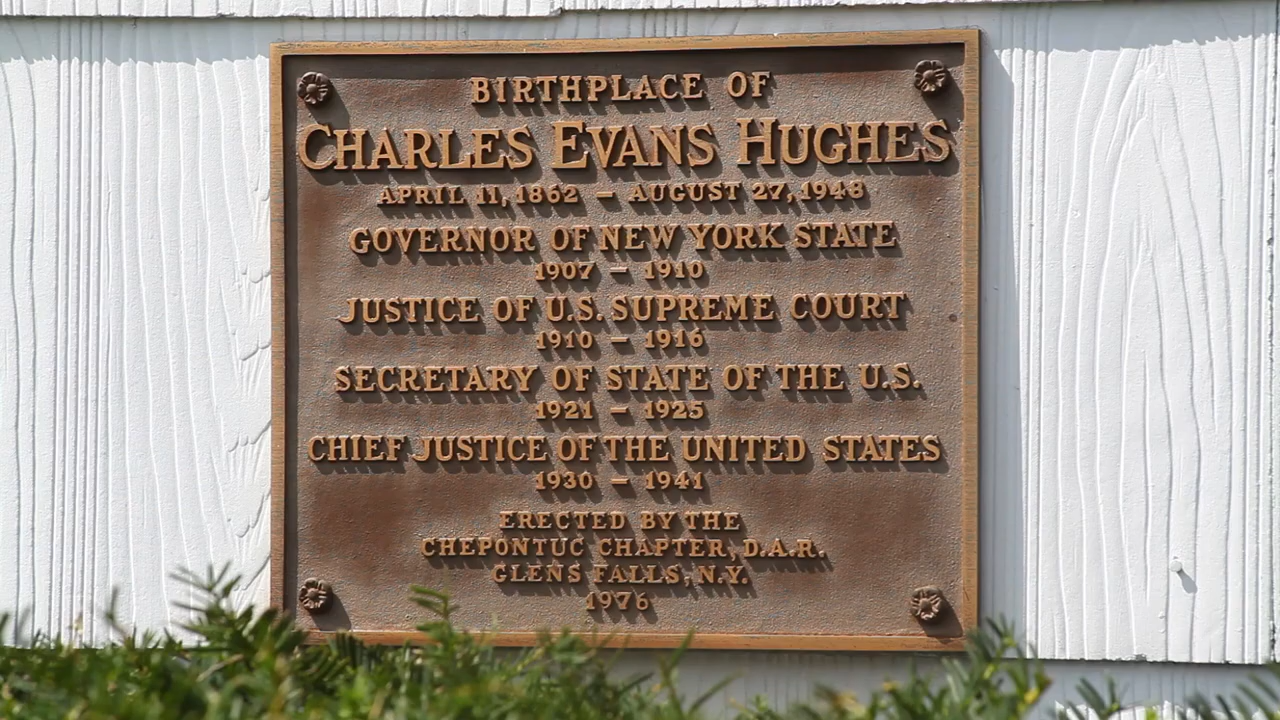 BIRTHPLACE OF
CHARLES EVANS HUGHES
APRIL 11, 1862 – AUGUST 27, 1948
GOVERNOR OF NEW YORK STATE
1907 – 1910
JUSTICE OF U.S. SUPREME COURT
1910 – 1916
SECRETARY OF STATE OF THE U.S.
1921 – 1925
CHIEF JUSTICE OF THE UNITED STATES
1930 – 1941
ERECTED BY THE
CHEPONTUC CHAPTER, D.A.R.
GLENS FALLS, N.Y.
1976